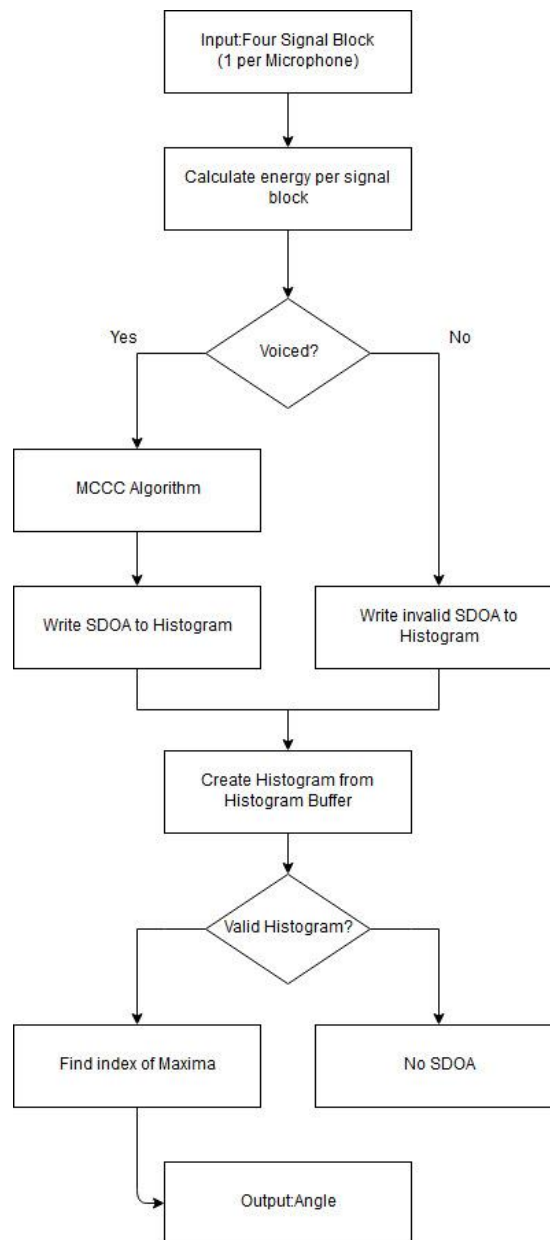 Input:Four Signal Block
(1 per Microphone)
Calculate energy per signal
block
Voiced?
Yes
No
MCCC Algorithm
Write SDOA to Histogram
Write invalid SDOA to
Histogram
Create Histogram from
Histogram Buffer
Valid Histogram?
Find index of Maxima
No SDOA
Output:Angle